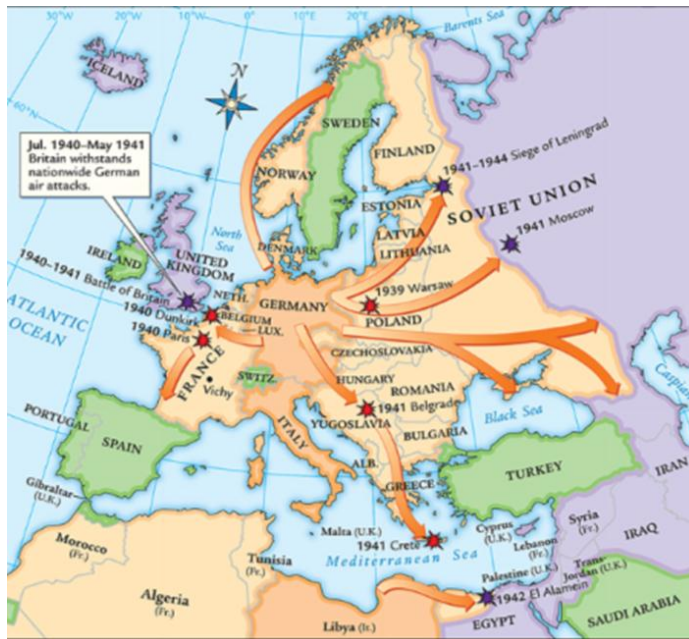 30°W
20°W
10°W
0°
10°E
20°E
30°E
40°E
50°E
Barents Sea
ICELAND
N
60°N
Jul. 1940–May 1941
Britain withstands
nationwide German
air attacks.
SWEDEN
FINLAND
NORWAY
1941–1944 Siege of Leningrad
ESTONIA
SOVIET UNION
North
Sea
LATVIA
1941 Moscow
DENMARK
LITHUANIA
IRELAND
UNITED
KINGDOM
1940–1941 Battle of Britain
NETH.
GERMANY
1939 Warsaw
ATLANTIC
OCEAN
1940 Dunkirk
BELGIUM
POLAND
1940 Paris
LUX.
CZECHOSLOVAKIA
FRANCE
Vichy
SWITZ.
HUNGARY
ROMANIA
Caspian
1941 Belgrade
YUGOSLAVIA
Black Sea
PORTUGAL
SPAIN
ITALY
BULGARIA
ALB.
TURKEY
IRAN
GREECE
Gibraltar
(U.K.)
Malta (U.K.)
1941 Crete
Cyprus
(U.K.)
Syria
(Fr.)
IRAQ
Morocco
(Fr.)
Tunisia
(Fr.)
Mediterranean Sea
Lebanon
(Fr.)
Palestine (U.K.)
Trans-
Jordan (U.K.)
1942 El Alamein
Algeria
(Fr.)
Libya (It.)
EGYPT
SAUDI ARABIA